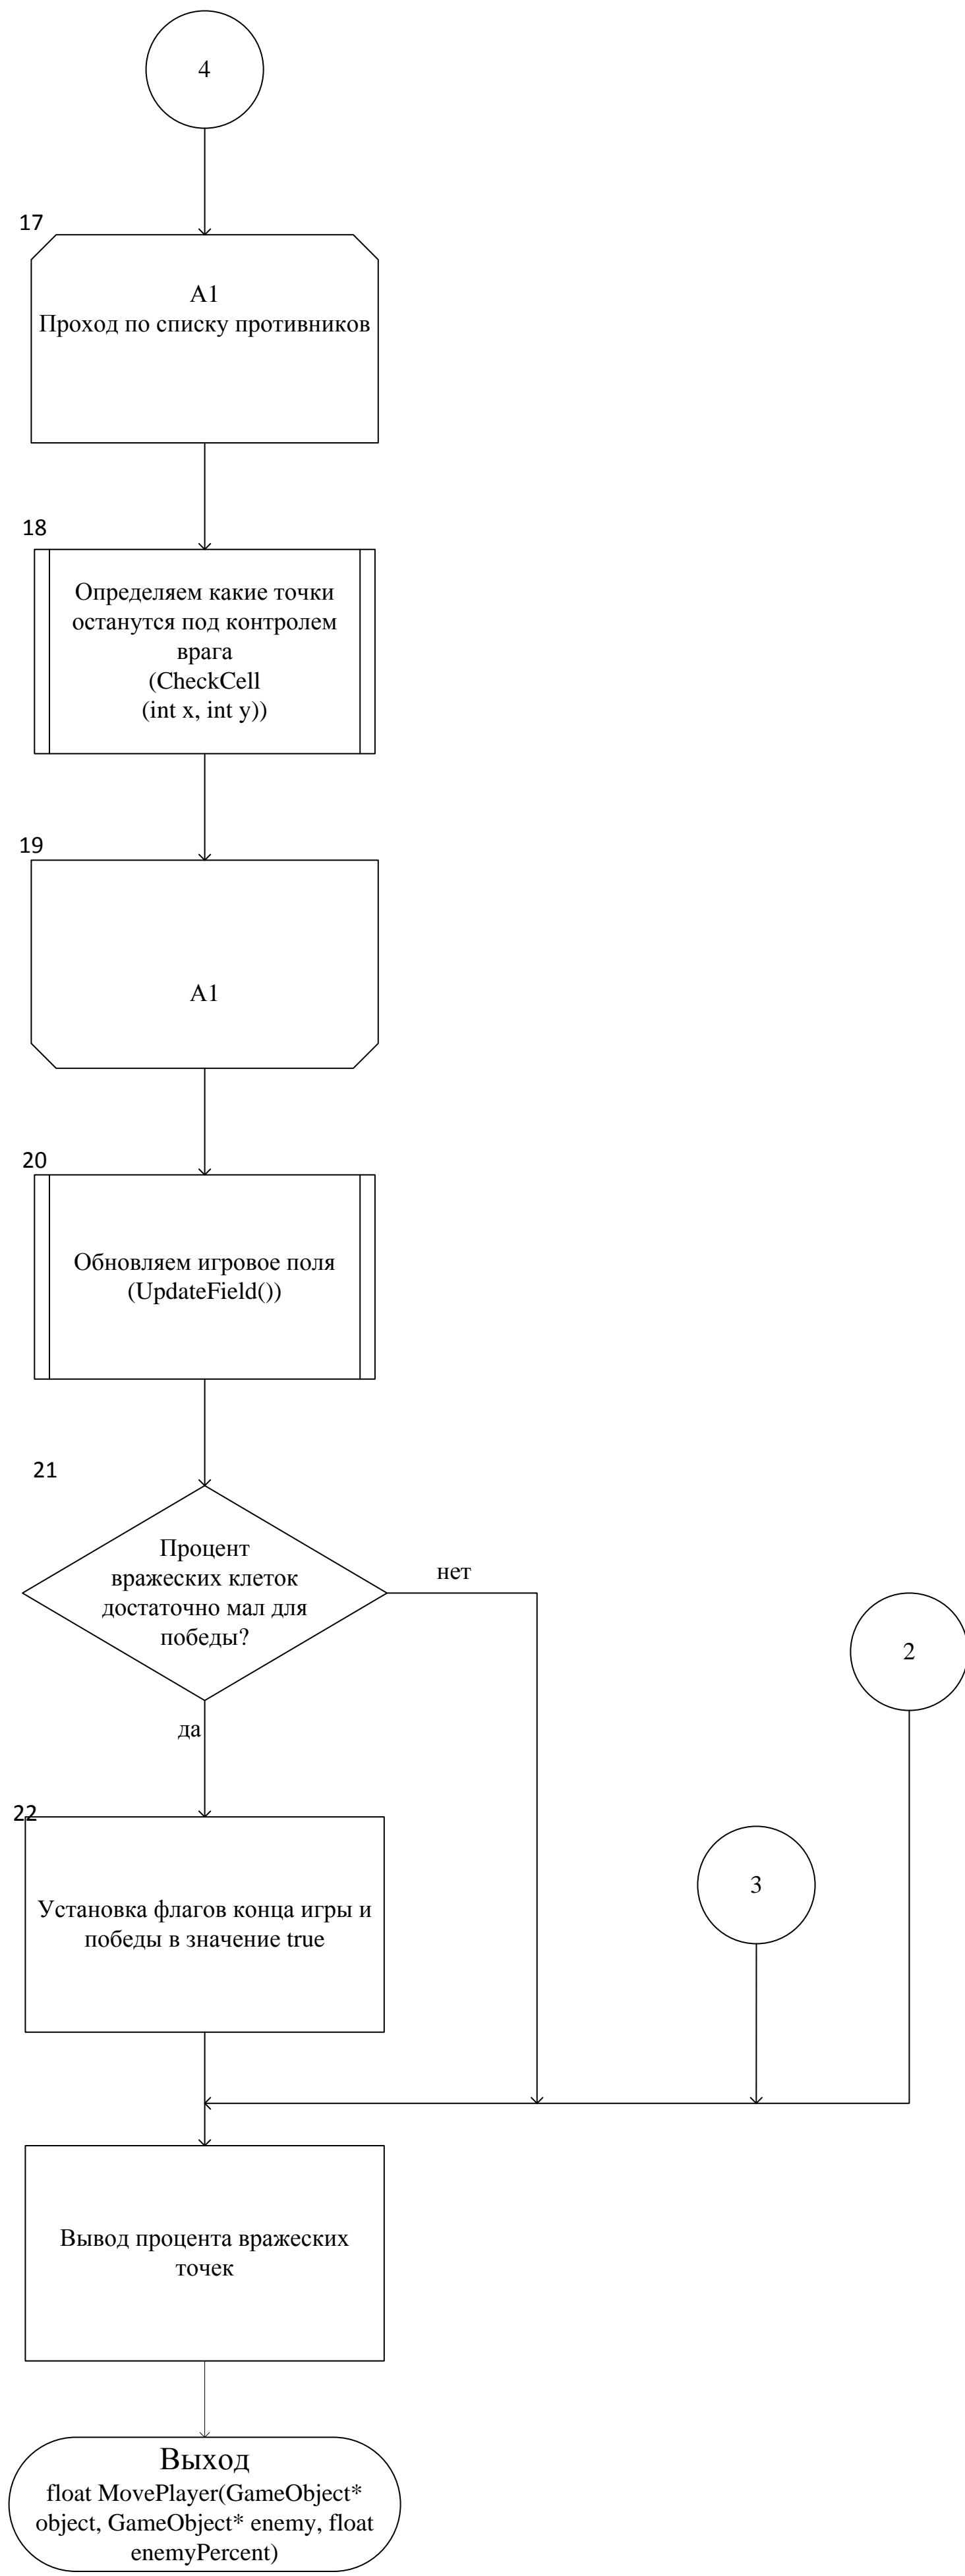 4
17
A1
Проход по списку противников
18
Определяем какие точки
останутся под контролем
врага
(CheckCell
(int x, int y))
19
A1
20
Обновляем игровое поля
(UpdateField())
21
Процент
вражеских клеток
достаточно мал для
победы?
нет
2
да
22
3
Установка флагов конца игры и
победы в значение true
Вывод процента вражеских
точек
Выход
float MovePlayer(GameObject*
object, GameObject* enemy, float
enemyPercent)